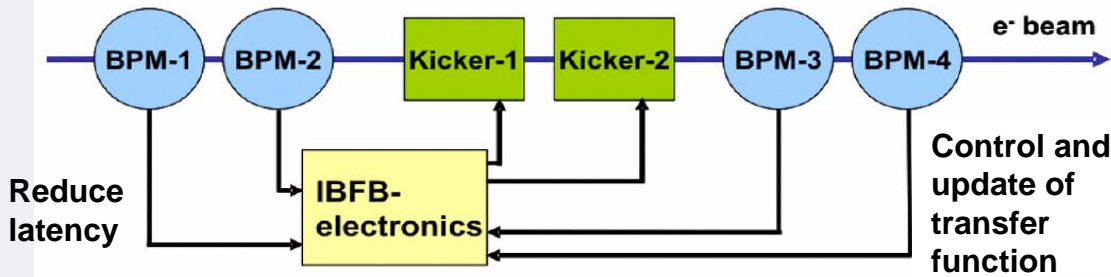 e- beam
BPM-1 BPM-2 Kicker-1 Kicker-2 BPM-3 BPM-4
Reduce
latency
IBFB-
electronics
Control and
update of
transfer
function